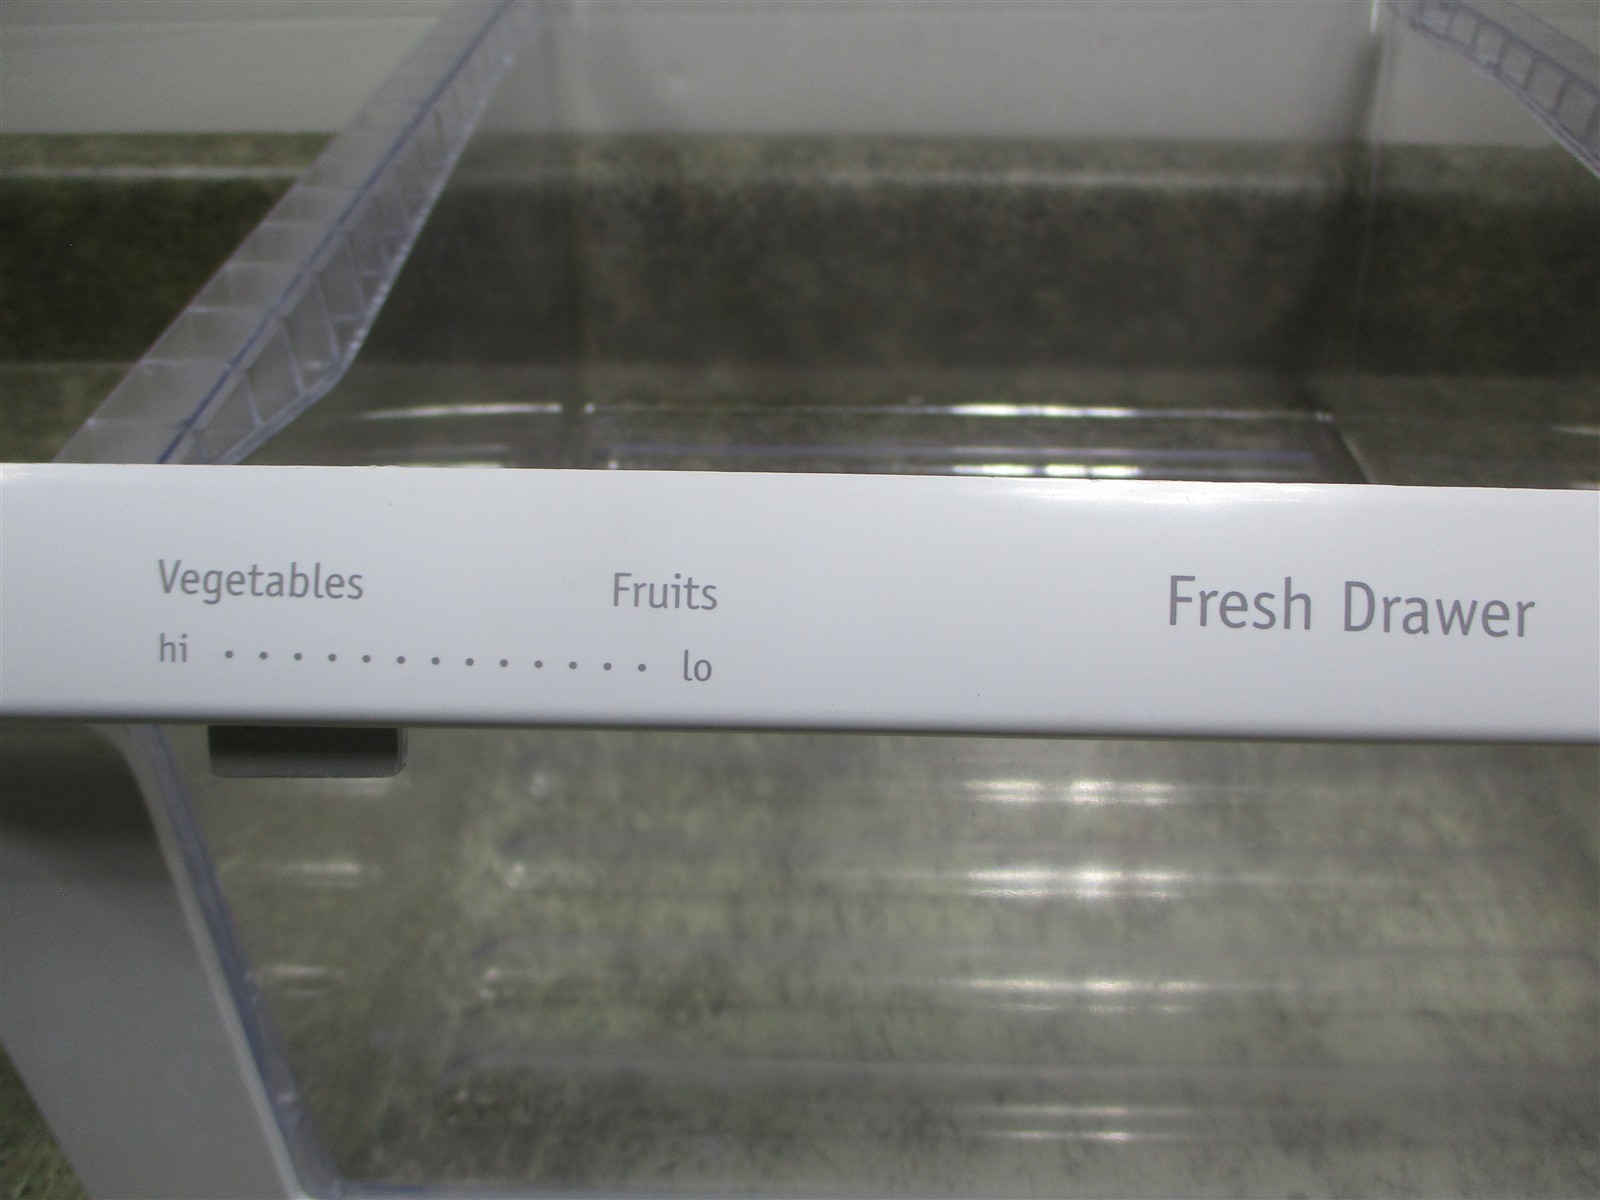 Vegetables Fruits
hi . . . . . . . . . . . . . lo
Fresh Drawer